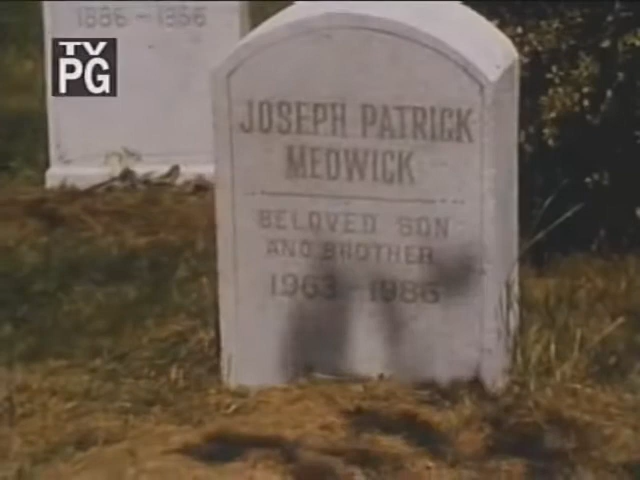 1886 - 1956
TV
PG
JOSEPH PATRICK
MEDWICK
BELOVED SON
AND BROTHER
1963 - 1986